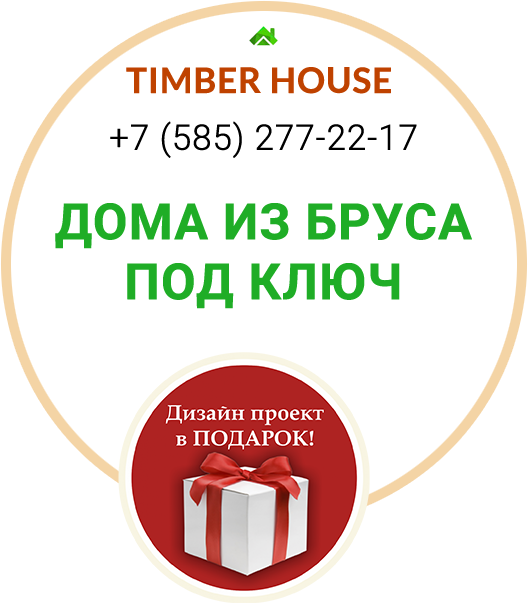 TIMBER HOUSE
+7 (585) 277-22-17
ДОМА ИЗ БРУСА
ПОД КЛЮЧ
Дизайн проект
в ПОДАРОК!